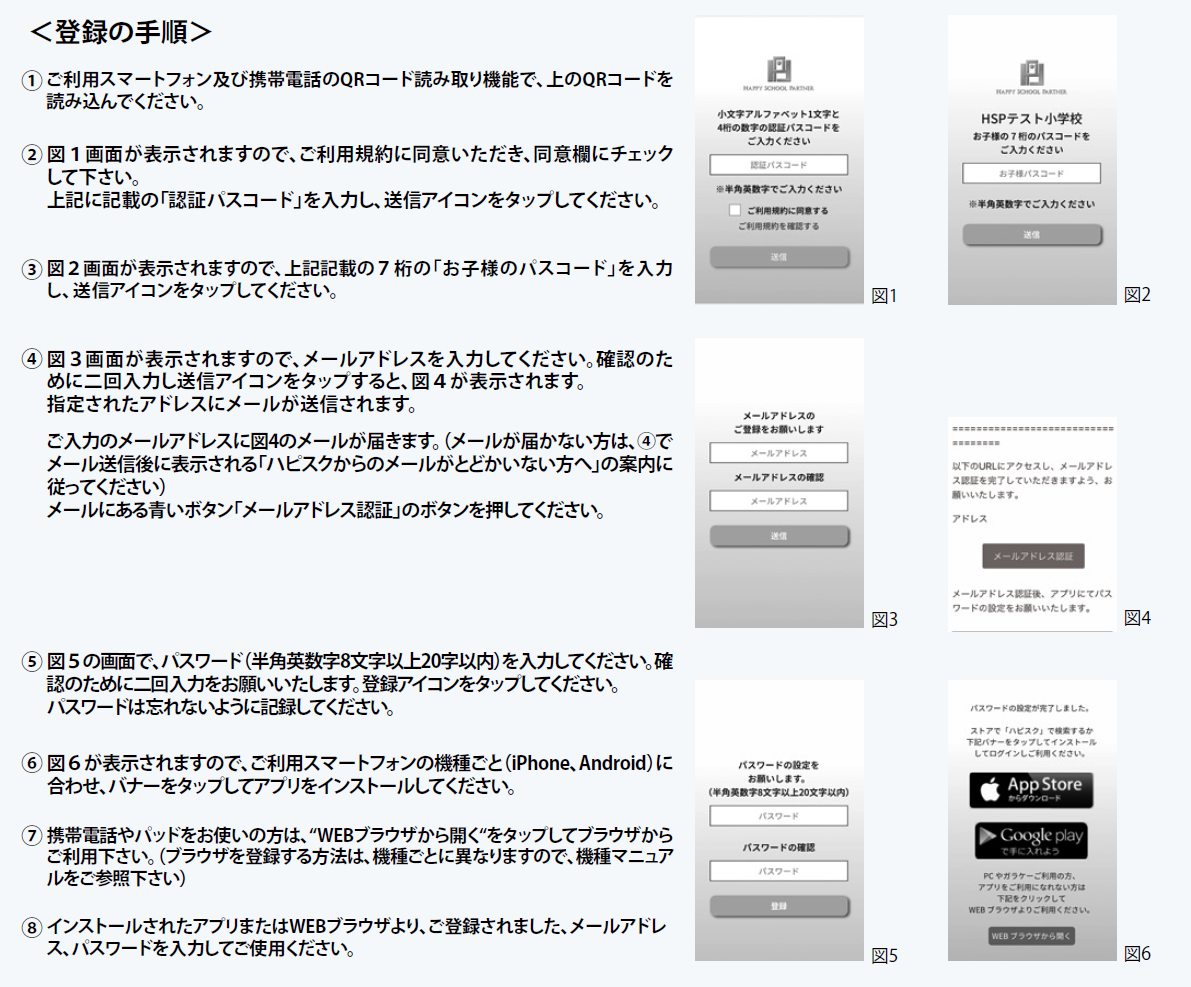 ＜登録の手順＞
① ご利用スマートフォン及び携帯電話のQRコード読み取り機能で、上のQRコードを
読み込んでください。
② 図１画面が表示されますので、ご利用規約に同意いただき、同意欄にチェック
して下さい。
上記に記載の「認証パスコード」を入力し、送信アイコンをタップしてください。
③ 図２画面が表示されますので、上記記載の７桁の「お子様のパスコード」を入力
し、送信アイコンをタップしてください。
④ 図３画面が表示されますので、メールアドレスを入力してください。確認のた
めに二回入力し送信アイコンをタップすると、図４が表示されます。
指定されたアドレスにメールが送信されます。
ご入力のメールアドレスに図4のメールが届きます。（メールが届かない方は、④で
メール送信後に表示される「ハピスクからのメールがとどかいない方へ」の案内に
従ってください）
メールにある青いボタン「メールアドレス認証」のボタンを押してください。
⑤ 図５の画面で、パスワード（半角英数字8文字以上20字以内）を入力してください。確
認のために二回入力をお願いいたします。登録アイコンをタップしてください。
パスワードは忘れないように記録してください。
⑥ 図６が表示されますので、ご利用スマートフォンの機種ごと（iPhone、Android）に
合わせ、バナーをタップしてアプリをインストールしてください。
⑦ 携帯電話やパッドをお使いの方は、“WEBブラウザから開く“をタップしてブラウザから
ご利用下さい。（ブラウザを登録する方法は、機種ごとに異なりますので、機種マニュア
ルをご参照下さい）
⑧ インストールされたアプリまたはWEBブラウザより、ご登録されました、メールアドレ
ス、パスワードを入力してご使用ください。
HAPPY SCHOOL PARTNER
小文字アルファベット1文字と
4桁の数字の認証パスコードを
ご入力ください
認証パスコード
※半角英数字でご入力ください
ご利用規約に同意する
ご利用規約を確認する
送信
図1
HAPPY SCHOOL PARTNER
HSPテスト小学校
お子様の７桁のパスコードを
ご入力ください
お子様パスコード
※半角英数字でご入力ください
送信
図2
メールアドレスの
ご登録をお願いします
メールアドレス
メールアドレスの確認
メールアドレス
送信
図3
===========================
========
以下のURLにアクセスし、メールアドレ
ス認証を完了していただきますよう、お
願いいたします。
アドレス
メールアドレス認証
メールアドレス認証後、アプリにてパス
ワードの設定をお願いいたします。
図4
パスワードの設定を
お願いします。
（半角英数字8文字以上20文字以内）
パスワード
パスワードの確認
パスワード
登録
図5
パスワードの設定が完了しました。
ストアで「ハピスク」で検索するか
下記バナーをタップしてインストール
してログインしご利用ください。
App Store
からダウンロード
Google play
で手に入れよう
PCやガラケーご利用の方、
アプリをご利用になれない方は
下記をクリックして
WEBブラウザよりご利用ください。
WEBブラウザから開く
図6